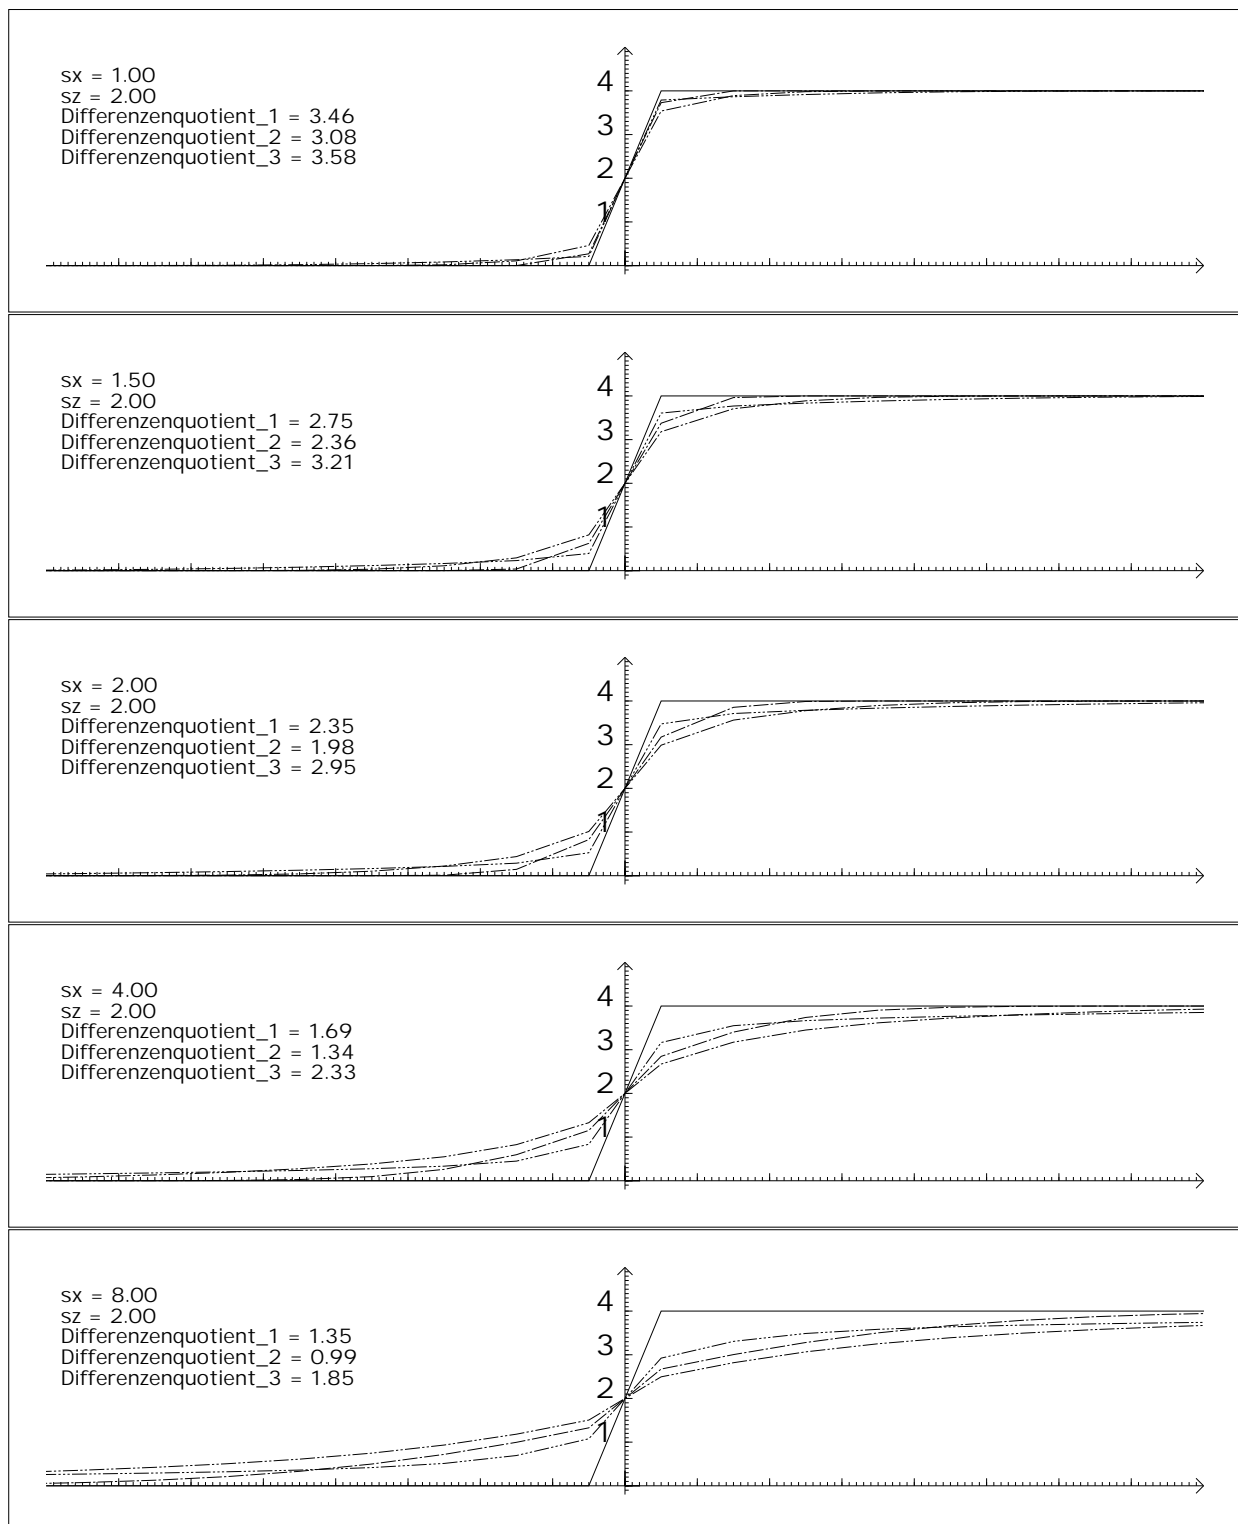 sx = 1.00
sz = 2.00
Differenzenquotient_1 = 3.46
Differenzenquotient_2 = 3.08
Differenzenquotient_3 = 3.58
4
3
2
1
sx = 1.50
sz = 2.00
Differenzenquotient_1 = 2.75
Differenzenquotient_2 = 2.36
Differenzenquotient_3 = 3.21
4
3
2
1
sx = 2.00
sz = 2.00
Differenzenquotient_1 = 2.35
Differenzenquotient_2 = 1.98
Differenzenquotient_3 = 2.95
4
3
2
1
sx = 4.00
sz = 2.00
Differenzenquotient_1 = 1.69
Differenzenquotient_2 = 1.34
Differenzenquotient_3 = 2.33
4
3
2
1
sx = 8.00
sz = 2.00
Differenzenquotient_1 = 1.35
Differenzenquotient_2 = 0.99
Differenzenquotient_3 = 1.85
4
3
2
1